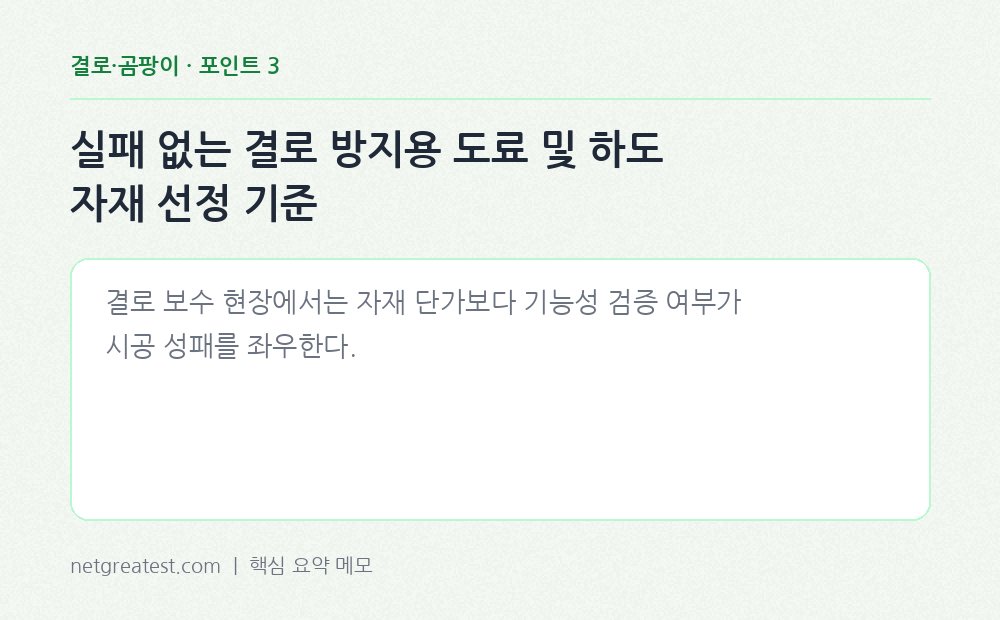 결로·곰팡이 · 포인트 3
실패 없는 결로 방지용 도료 및 하도
자재 선정 기준
결로 보수 현장에서는 자재 단가보다 기능성 검증 여부가
시공 성패를 좌우한다.
netgreatest.com | 핵심 요약 메모